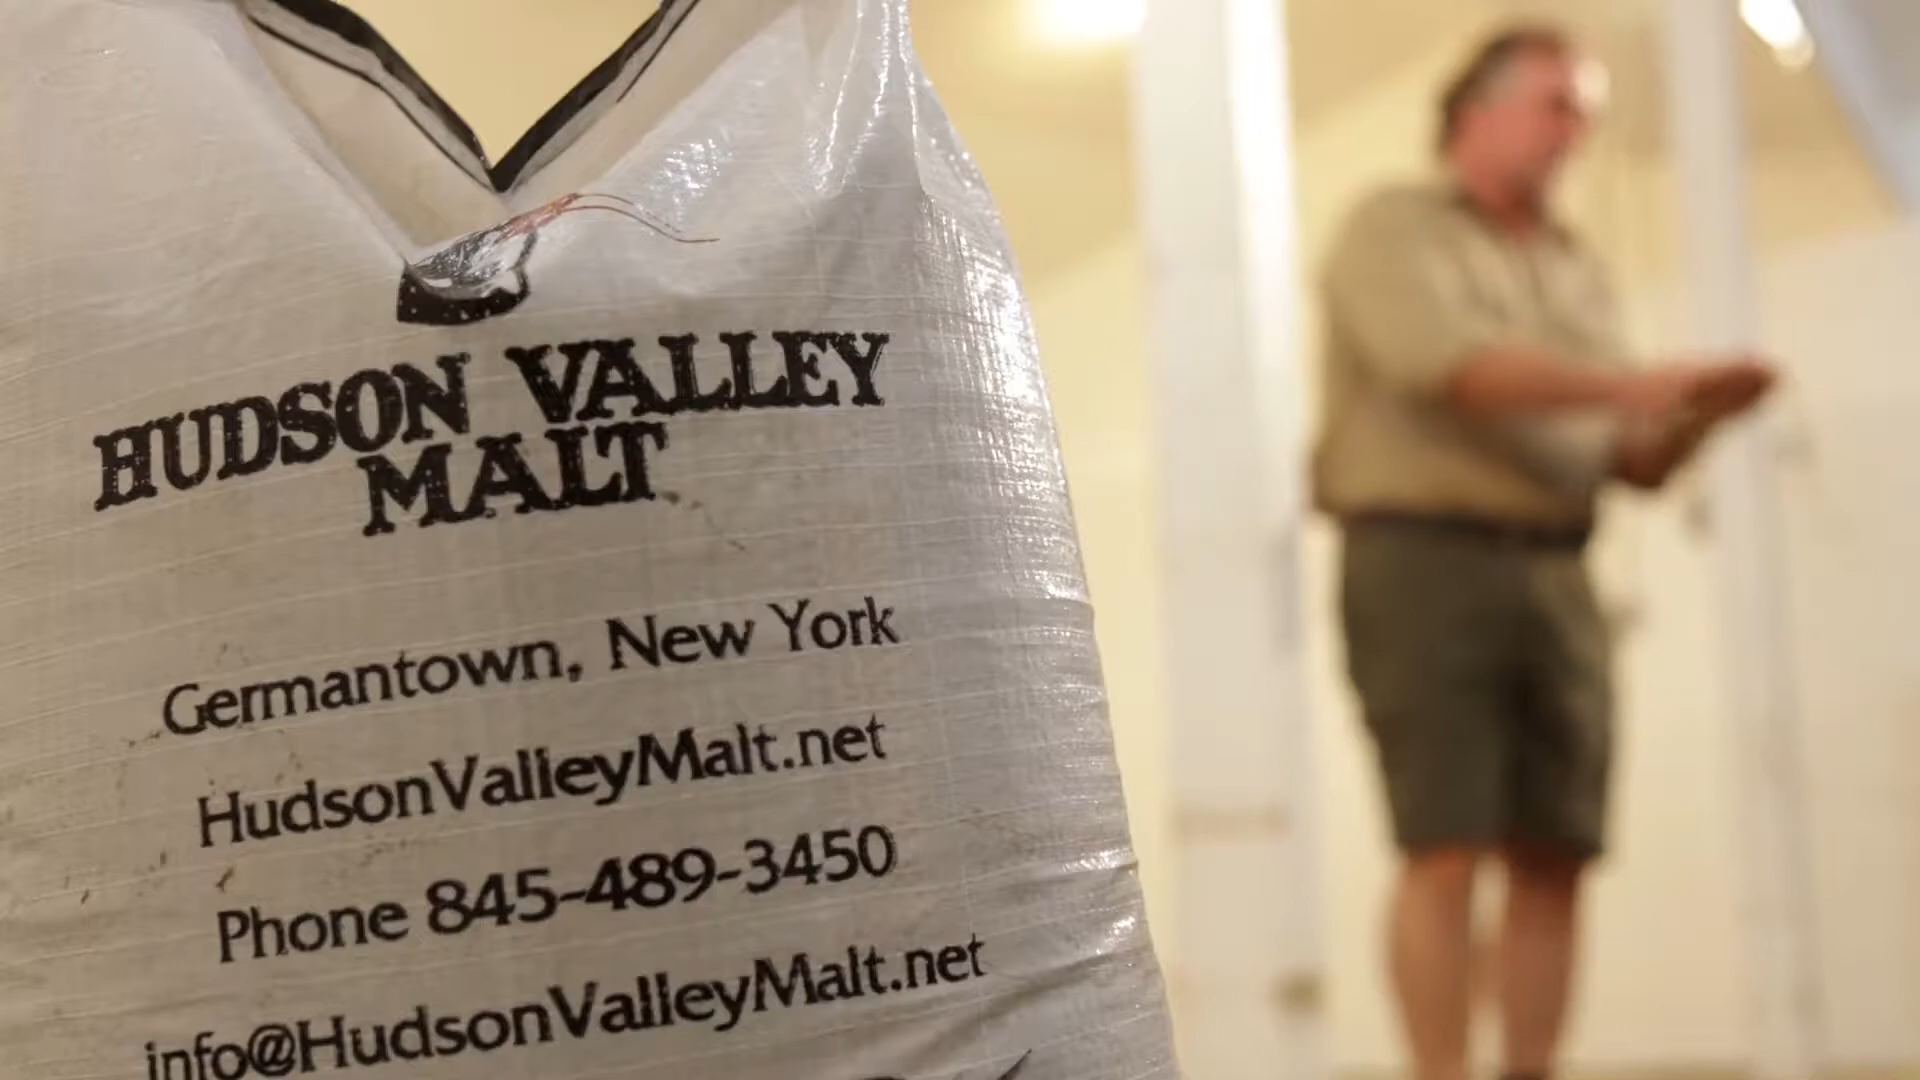 HUDSON VALLEY
MALT
Germantown, New York
HudsonValleyMalt.net
Phone 845-489-3450
info@HudsonValleyMalt.net